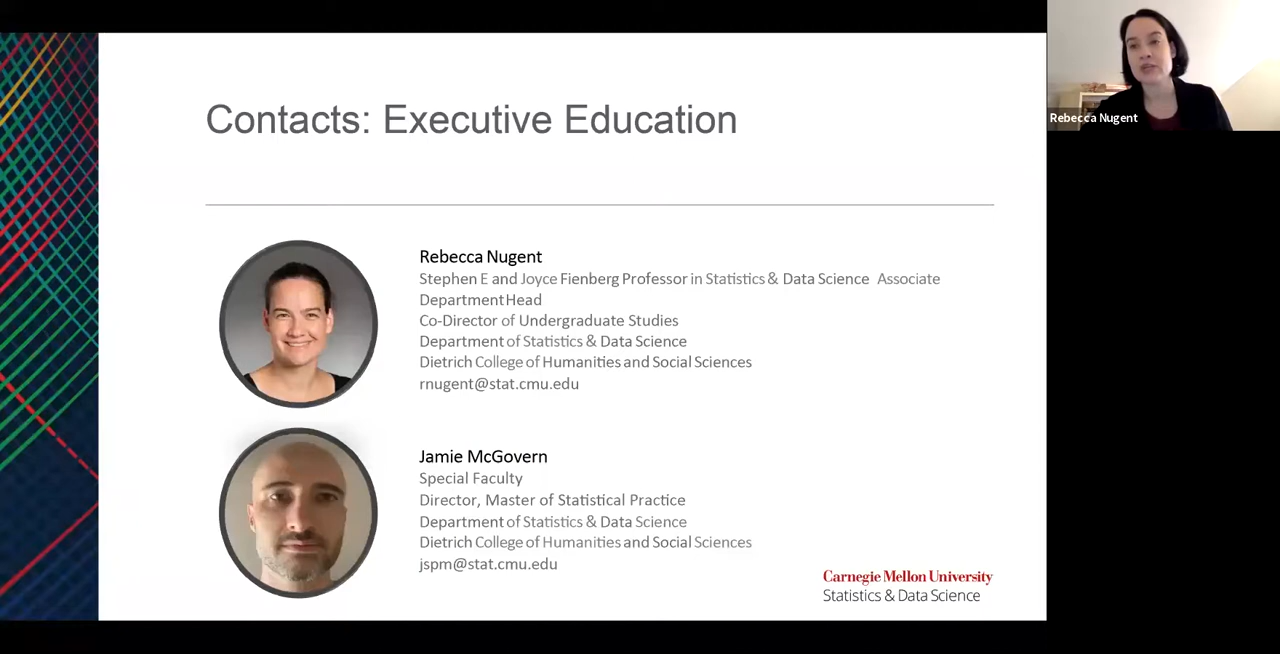 Contacts: Executive Education
Rebecca Nugent
Rebecca Nugent
Stephen E and Joyce Fienberg Professor in Statistics & Data Science Associate
Department Head
Co-Director of Undergraduate Studies
Department of Statistics & Data Science
Dietrich College of Humanities and Social Sciences
rnugent@stat.cmu.edu
Jamie McGovern
Special Faculty
Director, Master of Statistical Practice
Department of Statistics & Data Science
Dietrich College of Humanities and Social Sciences
jspm@stat.cmu.edu
Carnegie Mellon University
Statistics & Data Science